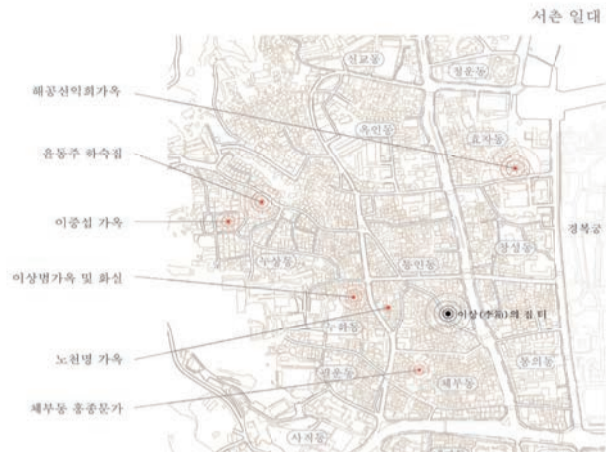 서촌 일대
신교동
청운동
해공신익희가옥
옥인동
효자동
윤동주 하숙집
이중섭 가옥
경복궁
창성동
누상동
통인동
이상범가옥 및 화실
이상(李箱)의 집 터
누하동
노천명 가옥
통의동
필운동
체부동
체부동 홍종문가
사직동